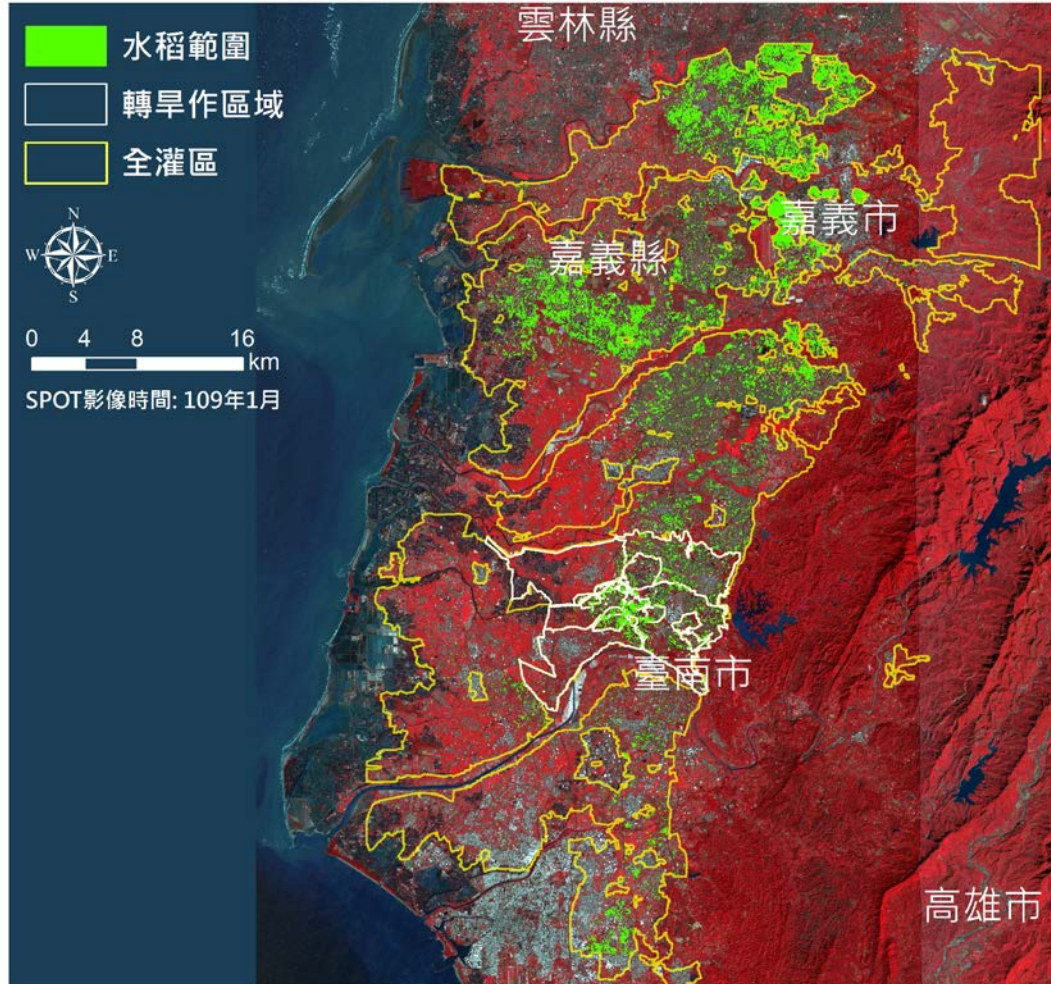 雲林縣
水稻範圍
轉旱作區域
全灌區
嘉義市
嘉義縣
N
W
E
S
0 4 8 16
km
SPOT影像時間: 109年1月
臺南市
高雄市